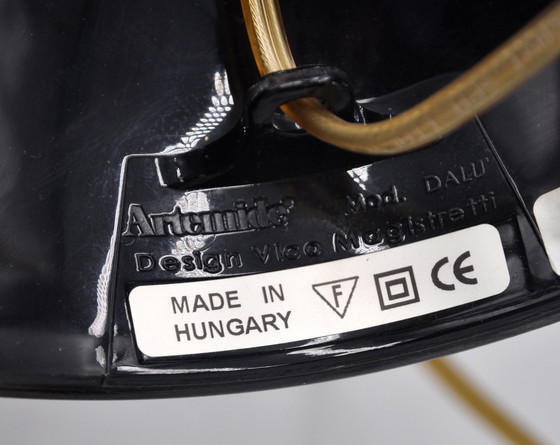 Artemide Mod. DALU'
Design Vico Magistretti
MADE IN F CE
HUNGARY